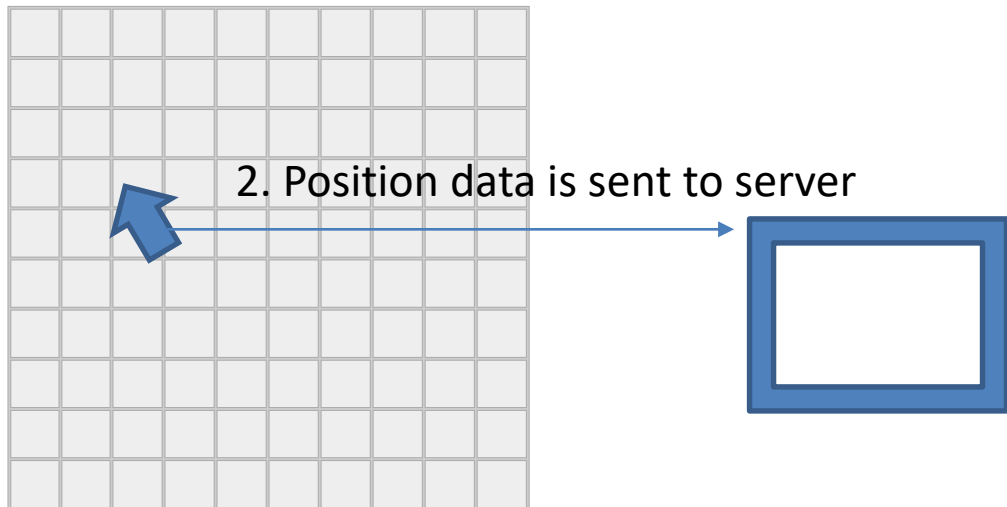 2. Position data is sent to server